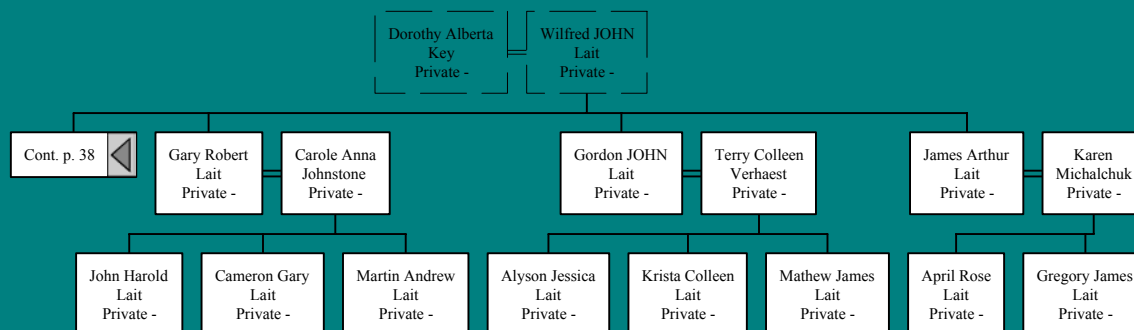 Dorothy Alberta
Key
Private -
Wilfred JOHN
Lait
Private -
Cont. p. 38
Gary Robert
Lait
Private -
Carole Anna
Johnstone
Private -
Gordon JOHN
Lait
Private -
Terry Colleen
Verhaest
Private -
James Arthur
Lait
Private -
Karen
Michalchuk
Private -
John Harold
Lait
Private -
Cameron Gary
Lait
Private -
Martin Andrew
Lait
Private -
Alyson Jessica
Lait
Private -
Krista Colleen
Lait
Private -
Mathew James
Lait
Private -
April Rose
Lait
Private -
Gregory James
Lait
Private -